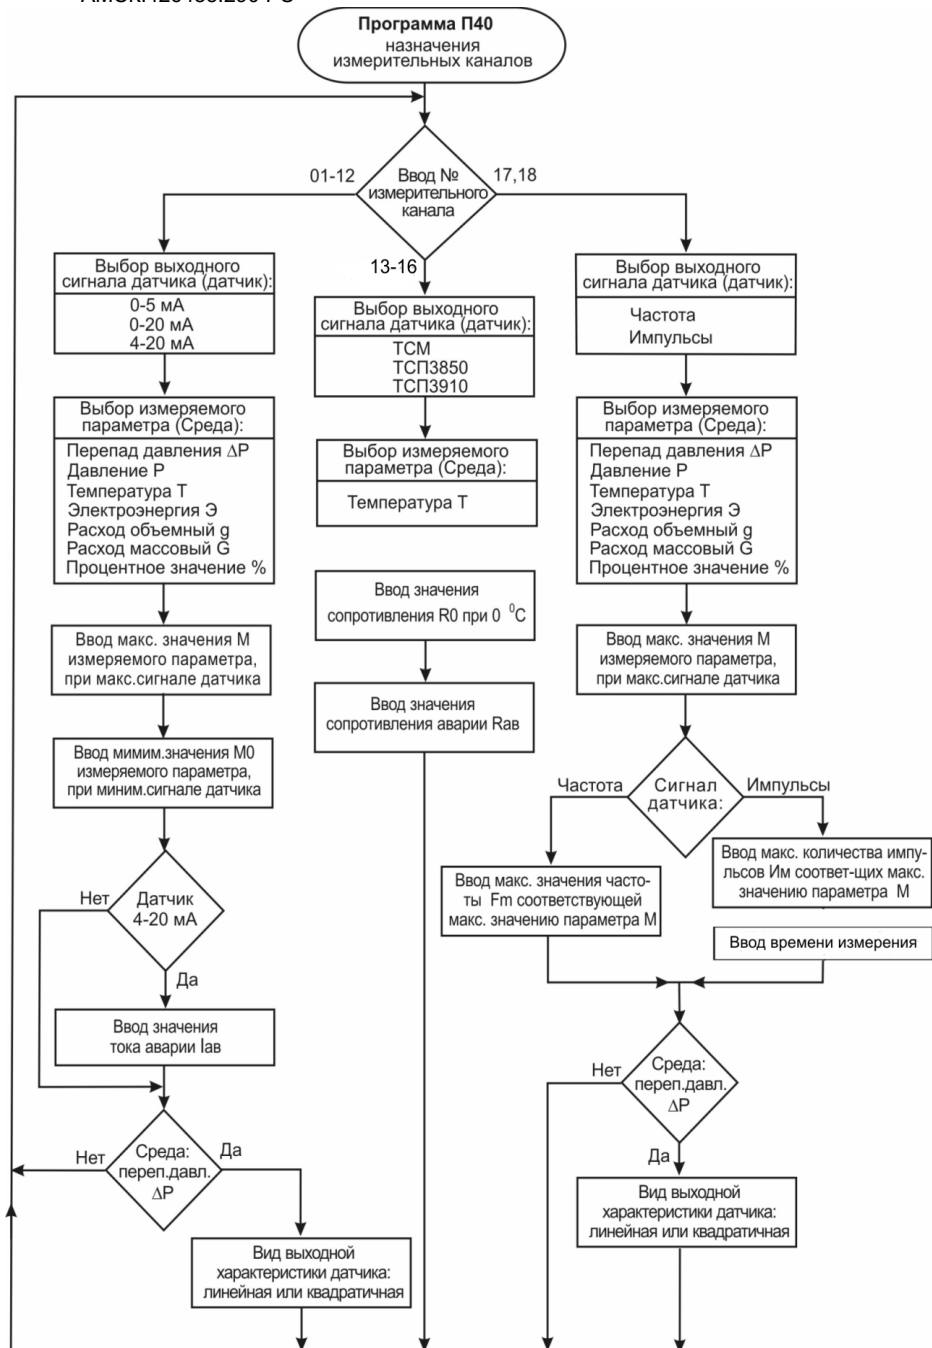 Программа П40
назначения
измерительных каналов
Ввод №
измерительного
канала
01-12
17,18
13-16
Выбор выходного
сигнала датчика (датчик):
0-5 мА
0-20 мА
4-20 мА
Выбор измеряемого
параметра (Среда):
Перепад давления ΔР
Давление Р
Температура Т
Электроэнергия Э
Расход объемный g
Расход массовый G
Процентное значение %
Ввод макс. значения М
измеряемого параметра,
при макс.сигнале датчика
Ввод мимим.значения М0
измеряемого параметра,
при миним.сигнале датчика
Датчик
4-20 мА
Нет
Да
Ввод значения
тока аварии Iав
Среда:
переп.давл.
ΔР
Нет
Да
Вид выходной
характеристики датчика:
линейная или квадратичная
Выбор выходного
сигнала датчика (датчик):
ТСМ
ТСП3850
ТСП3910
Выбор измеряемого
параметра (Среда):
Температура Т
Ввод значения
сопротивления R0 при 0 ⁰С
Ввод значения
сопротивления аварии Rав
Выбор выходного
сигнала датчика (датчик):
Частота
Импульсы
Выбор измеряемого
параметра (Среда):
Перепад давления ΔР
Давление Р
Температура Т
Электроэнергия Э
Расход объемный g
Расход массовый G
Процентное значение %
Ввод макс. значения М
измеряемого параметра,
при макс.сигнале датчика
Сигнал
датчика:
Частота
Импульсы
Ввод макс. значения часто-
ты Fm соответствующей
макс. значению параметра М
Ввод макс. количества импу-
льсов Им соответ-щих макс.
значению параметра М
Ввод времени измерения
Среда:
переп.давл.
ΔР
Нет
Да
Вид выходной
характеристики датчика:
линейная или квадратичная